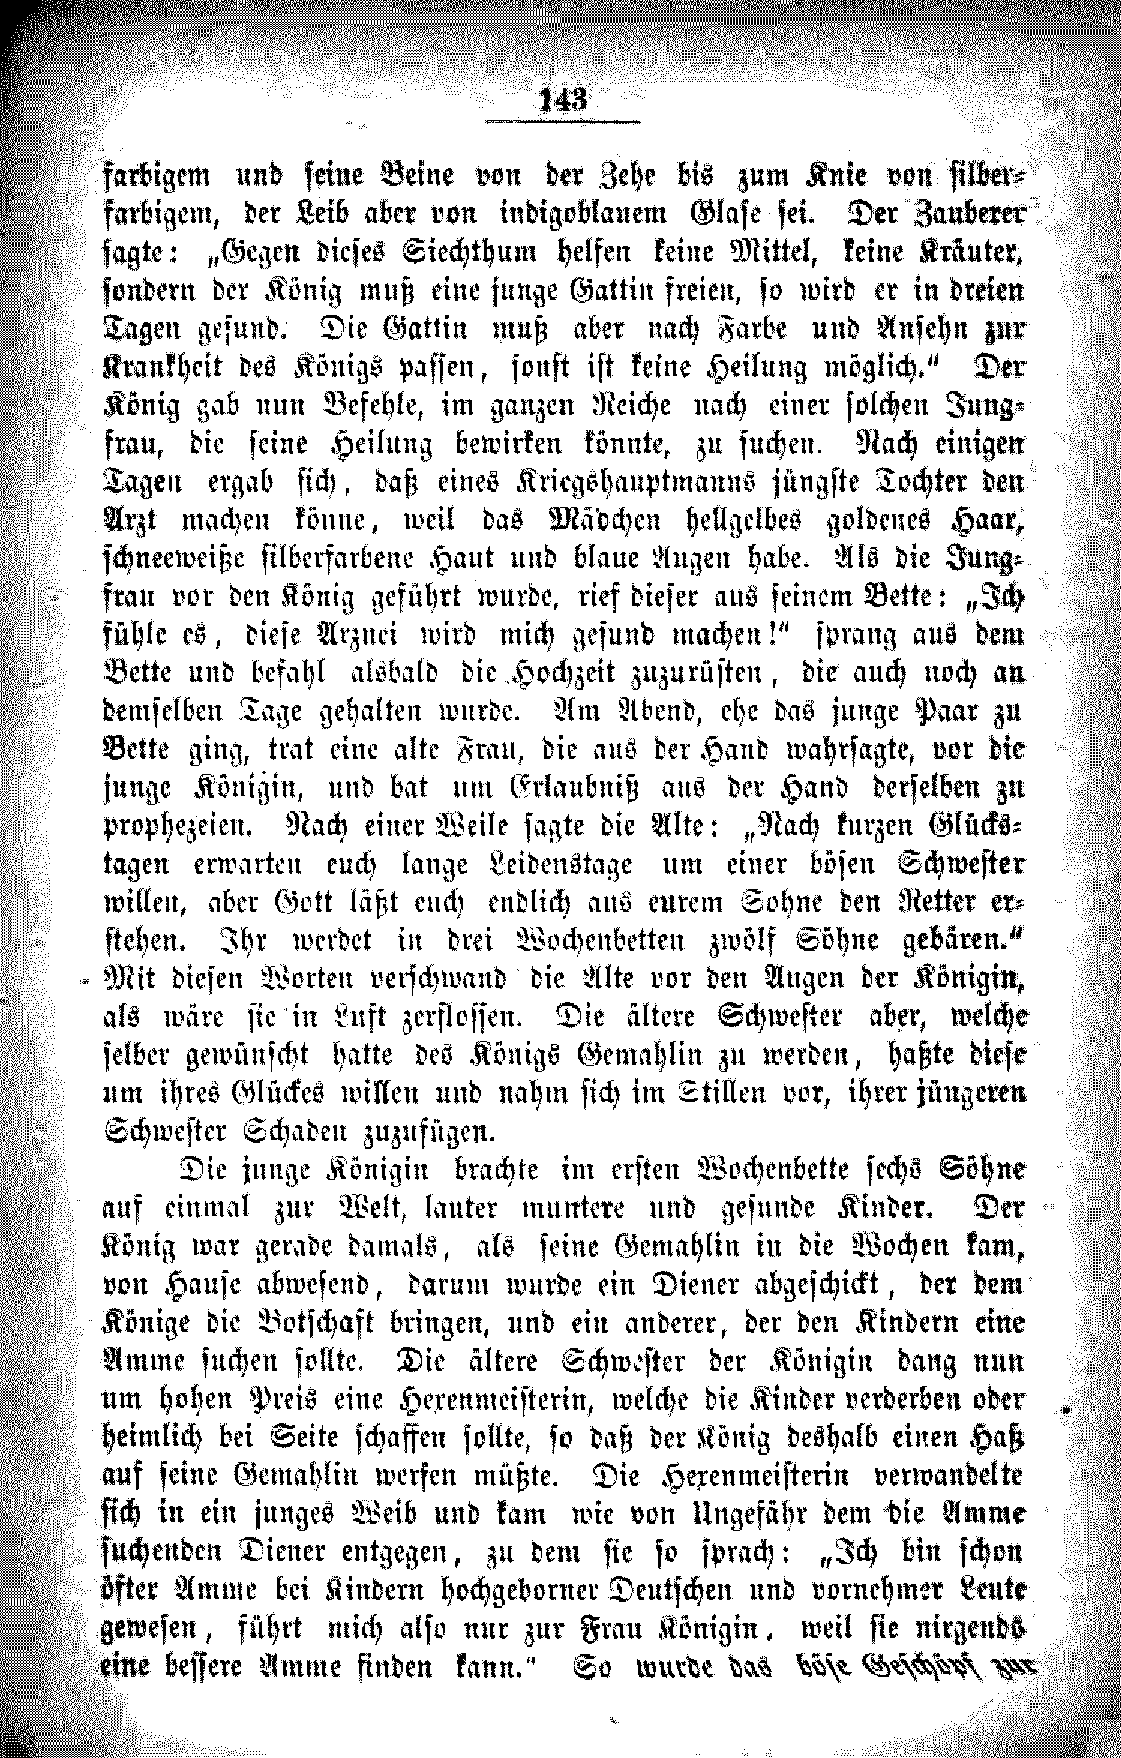 143
farbigem und seine Beine von der Zehe bis zum Knie von silber-
farbigem, der Leib aber von indigoblauem Glase sei. Der Zauberer
sagte: „Gegen dieses Siechthum helfen keine Mittel, keine Kräuter,
sondern der König muß eine junge Gattin freien, so wird er in dreien
Tagen gesund. Die Gattin muß aber nach Farbe und Ansehn zur
Krankheit des Königs passen, sonst ist keine Heilung möglich.“ Der
König gab nun Befehle, im ganzen Reiche nach einer solchen Jung-
frau, die seine Heilung bewirken könnte, zu suchen. Nach einigen
Tagen ergab sich, daß eines Kriegshauptmanns jüngste Tochter den
Arzt machen könne, weil das Mädchen hellgelbes goldenes Haar,
schneeweiße silberfarbene Haut und blaue Augen habe. Als die Jung-
frau vor den König geführt wurde, rief dieser aus seinem Bette: „Ich
fühle es, diese Arznei wird mich gesund machen!“ sprang aus dem
Bette und befahl alsbald die Hochzeit zuzurüsten, die auch noch an
demselben Tage gehalten wurde. Am Abend, ehe das junge Paar zu
Bette ging, trat eine alte Frau, die aus der Hand wahrsagte, vor die
junge Königin, und bat um Erlaubniß aus der Hand derselben zu
prophezeien. Nach einer Weile sagte die Alte: „Nach kurzen Glücks-
tagen erwarten euch lange Leidenstage um einer bösen Schwester
willen, aber Gott läßt euch endlich aus eurem Sohne den Retter er-
stehen. Ihr werdet in drei Wochenbetten zwölf Söhne gebären.“
Mit diesen Worten verschwand die Alte vor den Augen der Königin,
als wäre sie in Luft zerflossen. Die ältere Schwester aber, welche
selber gewünscht hatte des Königs Gemahlin zu werden, haßte diese
um ihres Glückes willen und nahm sich im Stillen vor, ihrer jüngeren
Schwester Schaden zuzufügen.
Die junge Königin brachte im ersten Wochenbette sechs Söhne
auf einmal zur Welt, lauter muntere und gesunde Kinder. Der
König war gerade damals, als seine Gemahlin in die Wochen kam,
von Hause abwesend, darum wurde ein Diener abgeschickt, der dem
Könige die Botschaft bringen, und ein anderer, der den Kindern eine
Amme suchen sollte. Die ältere Schwester der Königin dang nun
um hohen Preis eine Hexenmeisterin, welche die Kinder verderben oder
heimlich bei Seite schaffen sollte, so daß der König deshalb einen Haß
auf seine Gemahlin werfen müßte. Die Hexenmeisterin verwandelte
sich in ein junges Weib und kam wie von Ungefähr dem die Amme
suchenden Diener entgegen, zu dem sie so sprach: „Ich bin schon
öfter Amme bei Kindern hochgeborner Deutschen und vornehmer Leute
gewesen, führt mich also nur zur Frau Königin, weil sie nirgends
eine bessere Amme finden kann.“ So wurde das böse Geschöpf zur